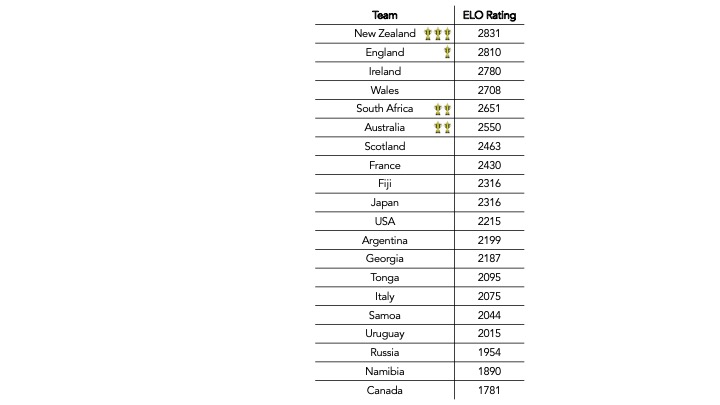 Team ELO Rating
New Zealand 2831
England 2810
Ireland 2780
Wales 2708
South Africa 2651
Australia 2550
Scotland 2463
France 2430
Fiji 2316
Japan 2316
USA 2215
Argentina 2199
Georgia 2187
Tonga 2095
Italy 2075
Samoa 2044
Uruguay 2015
Russia 1954
Namibia 1890
Canada 1781